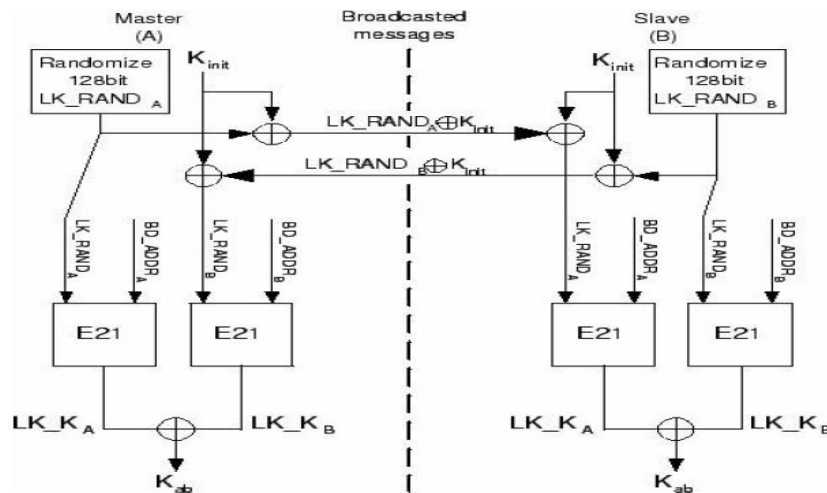 Master
(A)
Broadcasted
messages
Slave
(B)
Randomize
128bit
LK_RAND A
K init
K init
Randomize
128bit
LK_RAND B
LK_RAND A ⊕ K init
LK_RAND B ⊕ K init
LK_RAND A
BD_ADDR A
LK_RAND B
BD_ADDR B
LK_RAND A
BD_ADDR A
LK_RAND B
BD_ADDR B
E21
E21
E21
E21
LK_K A
LK_K B
LK_K A
LK_K B
K ab
K ab